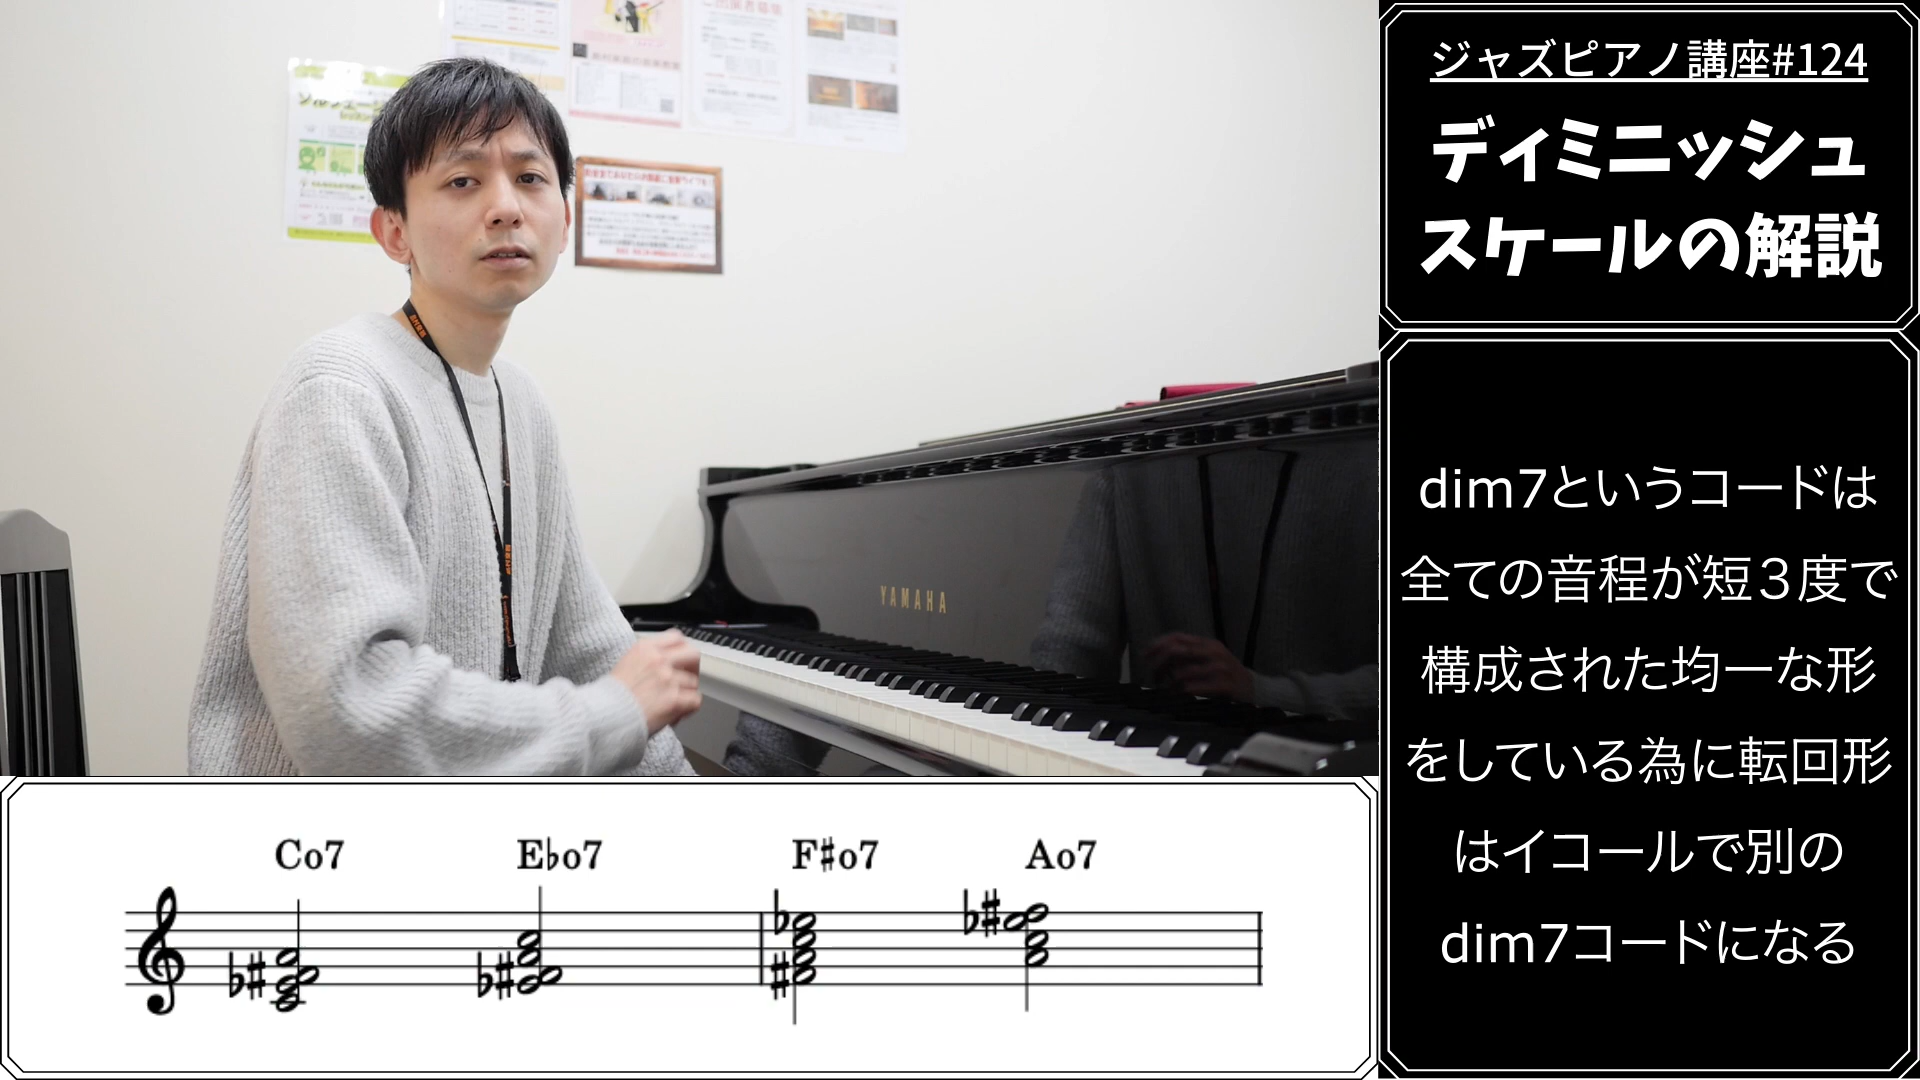 ジャズピアノ講座#124
ディミニッシュ
スケールの解説
dim7というコードは
全ての音程が短３度で
構成された均一な形
をしている為に転回形
はイコールで別の
dim7コードになる
YAMAHA
Co7 E♭o7 F♯o7 Ao7